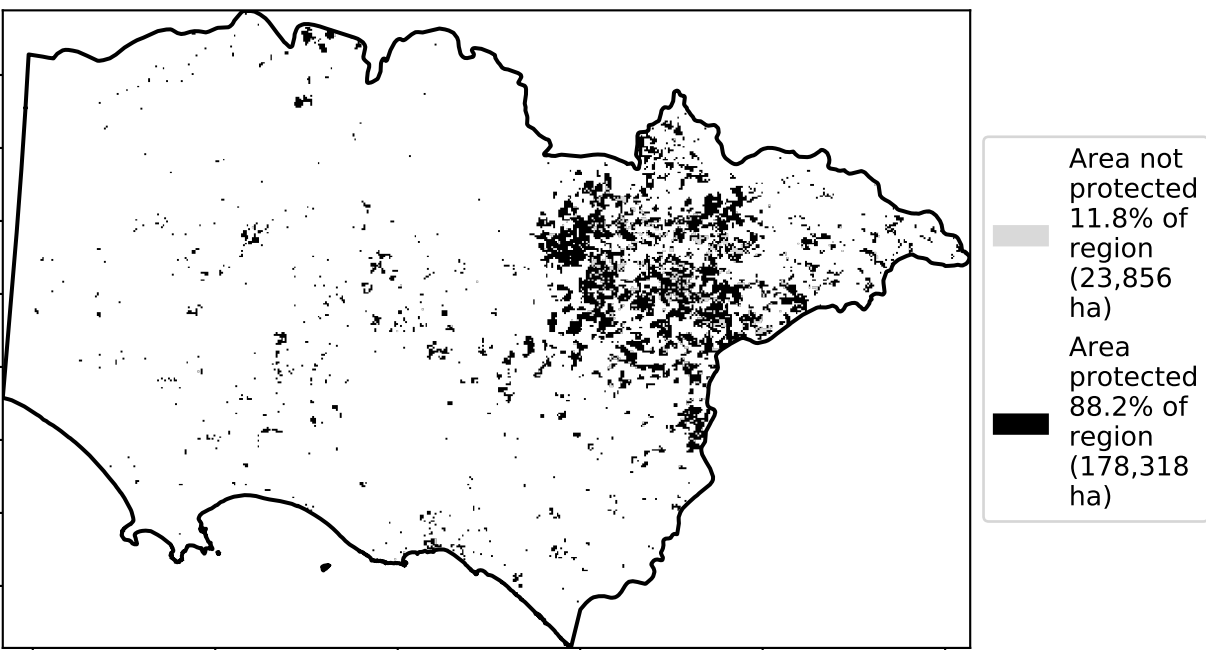 Area not
protected
11.8% of
region
(23,856
ha)
Area
protected
88.2% of
region
(178,318
ha)